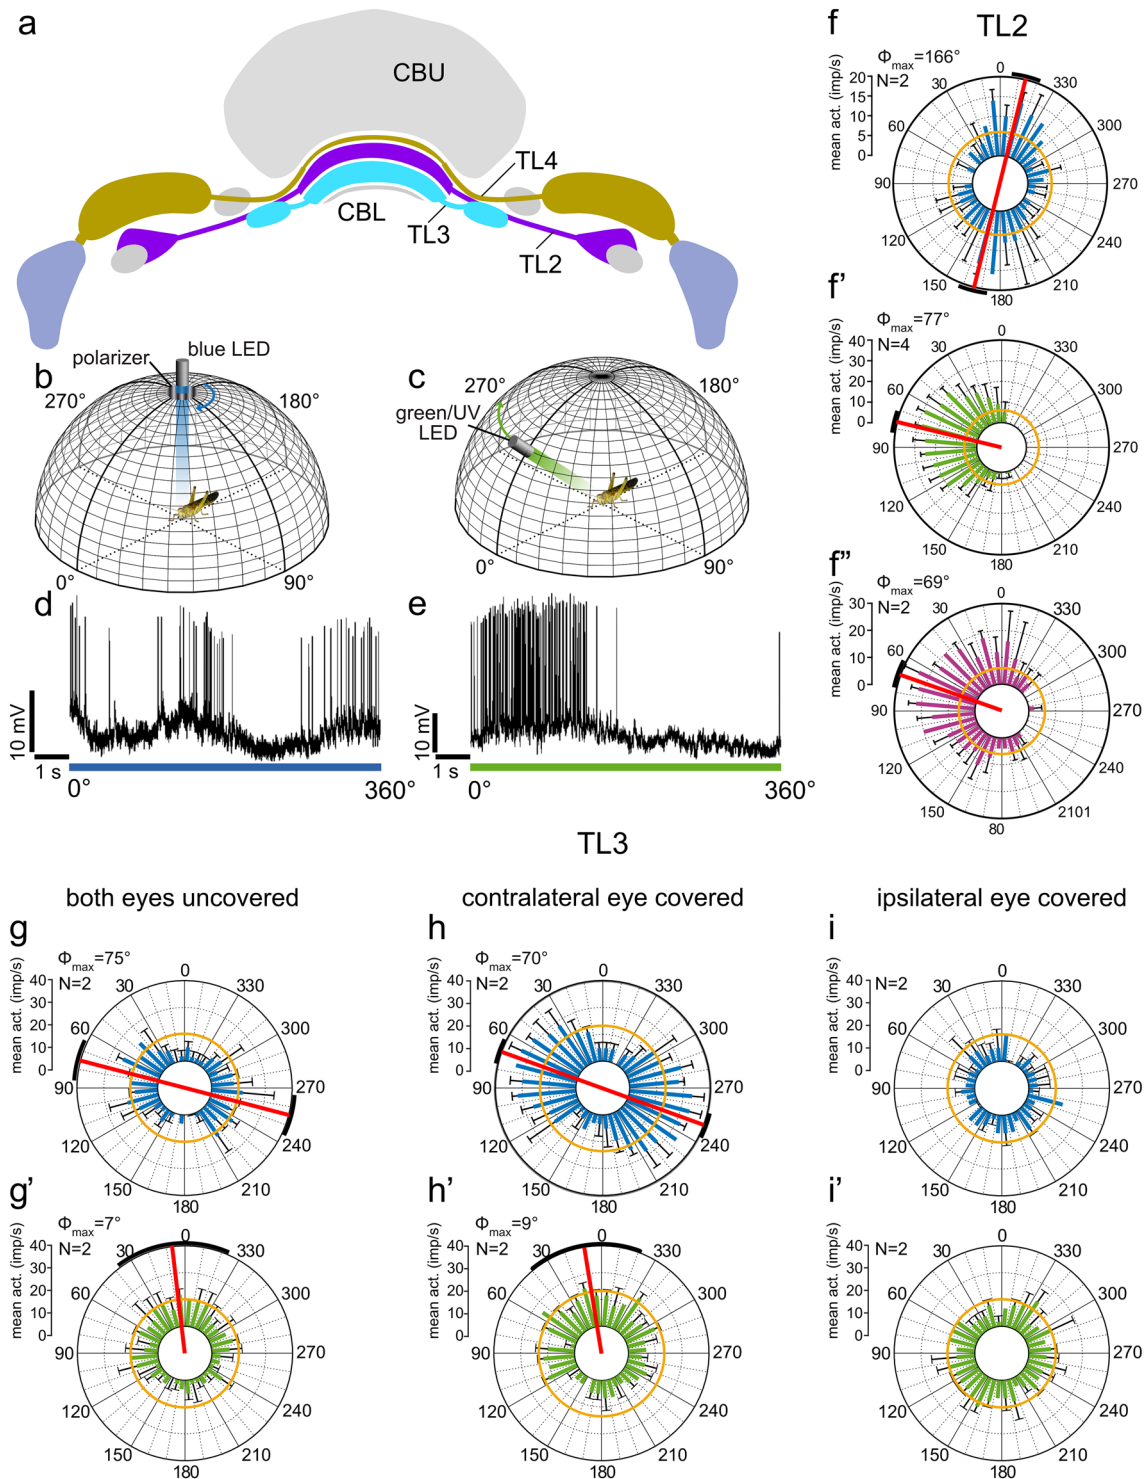 a
CBU
TL4
CBL
TL3
TL2
b
polarizer
blue LED
270°
180°
0°
90°
c
270°
180°
green/UV
LED
0°
90°
d
10 mV
1 s
0°
360°
e
10 mV
1 s
0°
360°
TL2
f
Φmax=166°
N=2
mean act. (imp/s)
20
15
10
5
0
0
30
60
90
120
150
180
210
240
270
300
330
f'
Φmax=77°
N=4
mean act. (imp/s)
40
30
20
10
0
0
30
60
90
120
150
180
210
240
270
300
330
f''
Φmax=69°
N=2
mean act. (imp/s)
30
20
10
0
0
30
60
90
120
150
80
2101
240
270
300
330
TL3
both eyes uncovered
contralateral eye covered
ipsilateral eye covered
g
Φmax=75°
N=2
mean act. (imp/s)
40
30
20
10
0
0
30
60
90
120
150
180
210
240
270
300
330
h
Φmax=70°
N=2
mean act. (imp/s)
40
30
20
10
0
0
30
60
90
120
150
180
210
240
270
300
330
i
N=2
mean act. (imp/s)
40
30
20
10
0
0
30
60
90
120
150
180
210
240
270
300
330
g'
Φmax=7°
N=2
mean act. (imp/s)
40
30
20
10
0
0
30
60
90
120
150
180
210
240
270
300
330
h'
Φmax=9°
N=2
mean act. (imp/s)
40
30
20
10
0
0
30
60
90
120
150
180
210
240
270
300
330
i'
N=2
mean act. (imp/s)
40
30
20
10
0
0
30
60
90
120
150
180
210
240
270
300
330